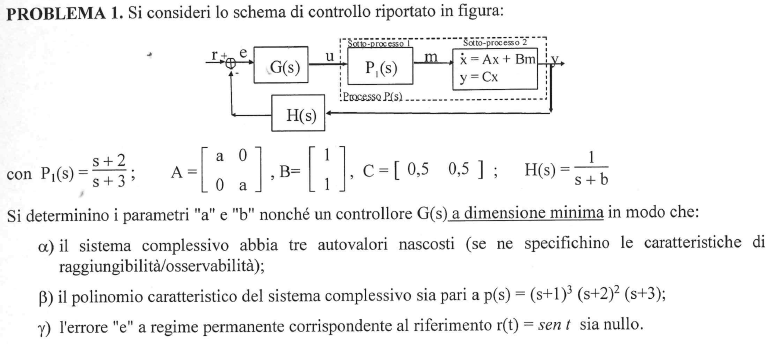 PROBLEMA 1. Si consideri lo schema di controllo riportato in figura:
Sotto-processo 1 Sotto-processo 2
r + e G(s) u P₁(s) m ẋ = Ax + Bm y
-
y = Cx
Processo P(s)
H(s)
con P₁(s) = (s+2)/(s+3) ; A = [ a 0 ; 0 a ] , B= [ 1 ; 1 ] , C = [ 0,5 0,5 ] ; H(s) = 1/(s+b)
Si determinino i parametri "a" e "b" nonché un controllore G(s) a dimensione minima in modo che:
α) il sistema complessivo abbia tre autovalori nascosti (se ne specifichino le caratteristiche di
raggiungibilità/osservabilità);
β) il polinomio caratteristico del sistema complessivo sia pari a p(s) = (s+1)³ (s+2)² (s+3);
γ) l'errore "e" a regime permanente corrispondente al riferimento r(t) = sen t sia nullo.